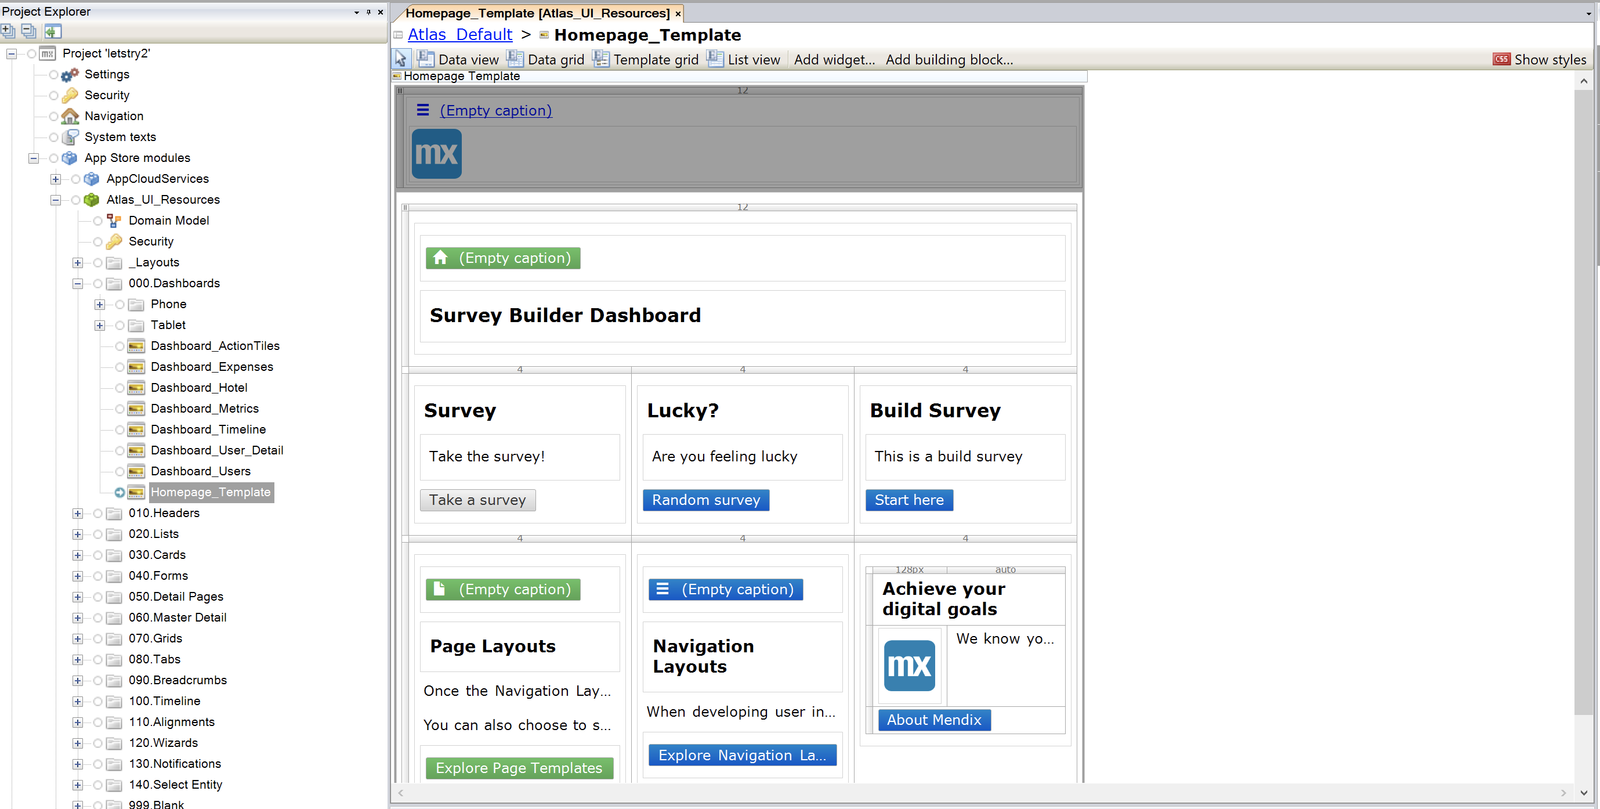 Project Explorer
Project 'letstry2'
Settings
Security
Navigation
System texts
App Store modules
AppCloudServices
Atlas_UI_Resources
Domain Model
Security
_Layouts
000.Dashboards
Phone
Tablet
Dashboard_ActionTiles
Dashboard_Expenses
Dashboard_Hotel
Dashboard_Metrics
Dashboard_Timeline
Dashboard_User_Detail
Dashboard_Users
Homepage_Template
010.Headers
020.Lists
030.Cards
040.Forms
050.Detail Pages
060.Master Detail
070.Grids
080.Tabs
090.Breadcrumbs
100.Timeline
110.Alignments
120.Wizards
130.Notifications
140.Select Entity
999.Blank
Homepage_Template [Atlas_UI_Resources]
Atlas_Default > Homepage_Template
Data view Data grid Template grid List view Add widget... Add building block... CSS Show styles
Homepage Template
12
(Empty caption)
mx
12
(Empty caption)
Survey Builder Dashboard
4 4 4
Survey
Take the survey!
Take a survey
Lucky?
Are you feeling lucky
Random survey
Build Survey
This is a build survey
Start here
4 4 4
(Empty caption)
Page Layouts
Once the Navigation Lay...
You can also choose to s...
Explore Page Templates
(Empty caption)
Navigation
Layouts
When developing user in...
Explore Navigation La...
128px auto
Achieve your
digital goals
mx
We know yo...
About Mendix